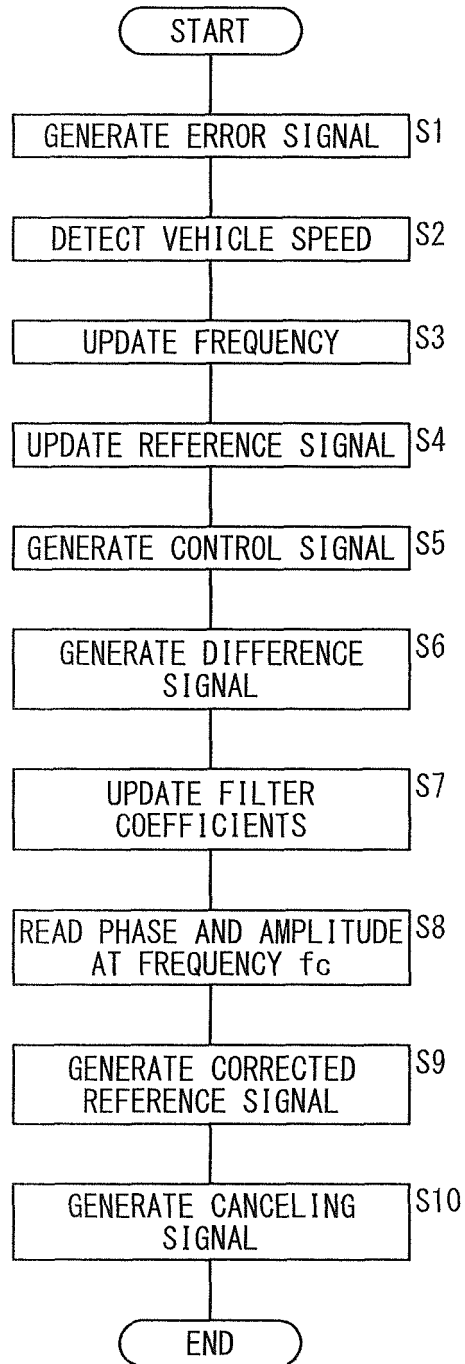 START
GENERATE ERROR SIGNAL S1
DETECT VEHICLE SPEED S2
UPDATE FREQUENCY S3
UPDATE REFERENCE SIGNAL S4
GENERATE CONTROL SIGNAL S5
GENERATE DIFFERENCE S6
SIGNAL
UPDATE FILTER S7
COEFFICIENTS
READ PHASE AND AMPLITUDE S8
AT FREQUENCY fc
GENERATE CORRECTED S9
REFERENCE SIGNAL
GENERATE CANCELING S10
SIGNAL
END